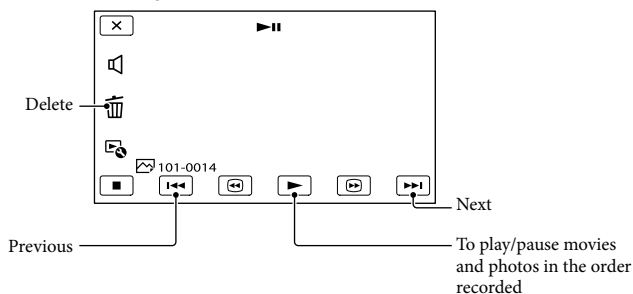 Delete
101-0014
Next
Previous
To play/pause movies
and photos in the order
recorded